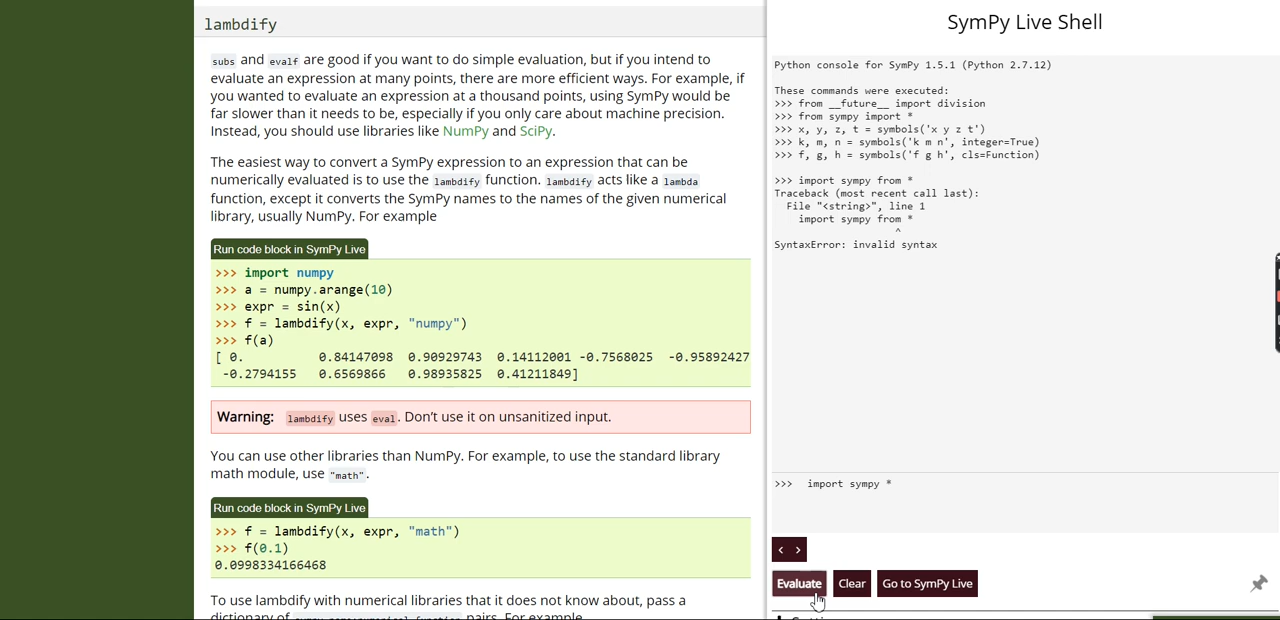 lambdify
subs and evalf are good if you want to do simple evaluation, but if you intend to
evaluate an expression at many points, there are more efficient ways. For example, if
you wanted to evaluate an expression at a thousand points, using SymPy would be
far slower than it needs to be, especially if you only care about machine precision.
Instead, you should use libraries like NumPy and SciPy.
The easiest way to convert a SymPy expression to an expression that can be
numerically evaluated is to use the lambdify function. lambdify acts like a lambda
function, except it converts the SymPy names to the names of the given numerical
library, usually NumPy. For example
Run code block in SymPy Live
>>> import numpy
>>> a = numpy.arange(10)
>>> expr = sin(x)
>>> f = lambdify(x, expr, "numpy")
>>> f(a)
[ 0. 0.84147098 0.90929743 0.14112001 -0.7568025 -0.95892427
-0.2794155 0.6569866 0.98935825 0.41211849]
Warning: lambdify uses eval. Don't use it on unsanitized input.
You can use other libraries than NumPy. For example, to use the standard library
math module, use "math".
Run code block in SymPy Live
>>> f = lambdify(x, expr, "math")
>>> f(0.1)
0.0998334166468
To use lambdify with numerical libraries that it does not know about, pass a
dictionary of sympy_name:numerical_function pairs. For example
SymPy Live Shell
Python console for SymPy 1.5.1 (Python 2.7.12)
These commands were executed:
>>> from __future__ import division
>>> from sympy import *
>>> x, y, z, t = symbols('x y z t')
>>> k, m, n = symbols('k m n', integer=True)
>>> f, g, h = symbols('f g h', cls=Function)
>>> import sympy from *
Traceback (most recent call last):
File "<string>", line 1
import sympy from *
^
SyntaxError: invalid syntax
>>> import sympy *
< >
Evaluate Clear Go to SymPy Live